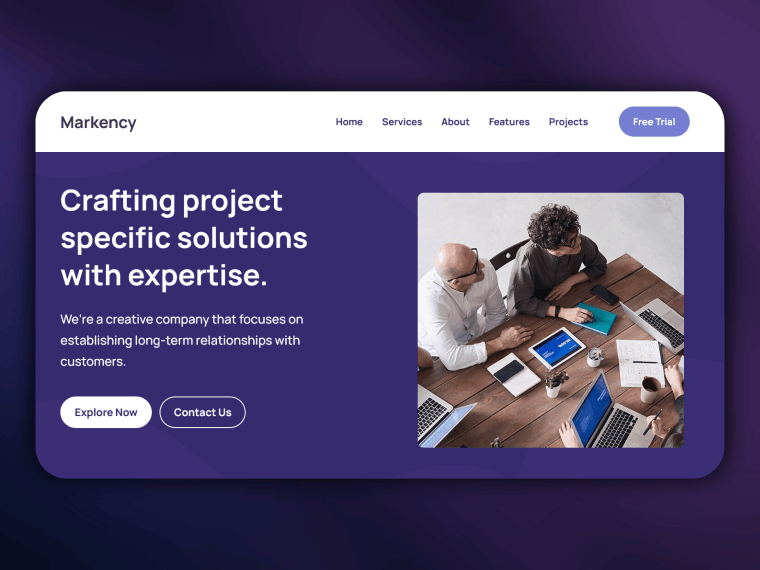 Markency
Home Services About Features Projects Free Trial
Crafting project
specific solutions
with expertise.
We're a creative company that focuses on
establishing long-term relationships with
customers.
Explore Now Contact Us